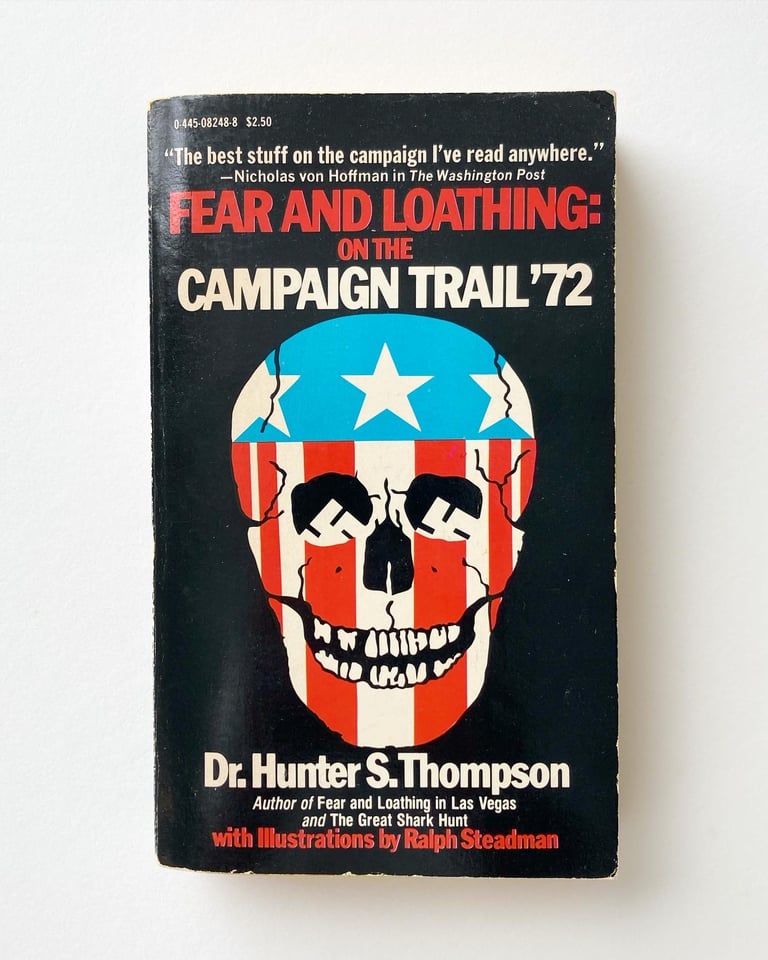 0-445-08248-8 $2.50
“The best stuff on the campaign I’ve read anywhere.”
—Nicholas von Hoffman in The Washington Post
FEAR AND LOATHING:
ON THE
CAMPAIGN TRAIL ’72
Dr. Hunter S. Thompson
Author of Fear and Loathing in Las Vegas
and The Great Shark Hunt
with Illustrations by Ralph Steadman